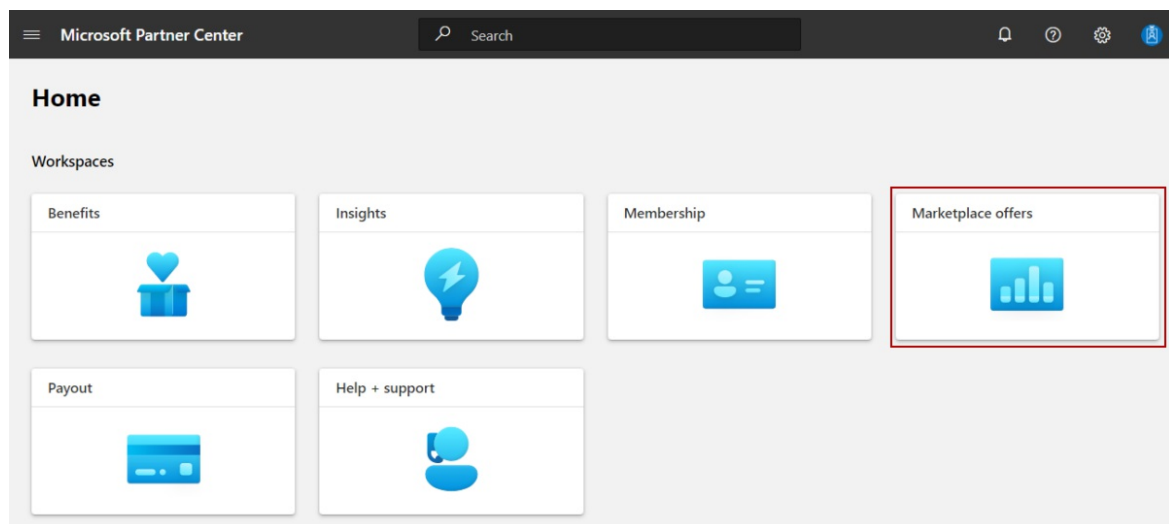 Microsoft Partner Center
Search
Home
Workspaces
Benefits
Insights
Membership
Marketplace offers
Payout
Help + support